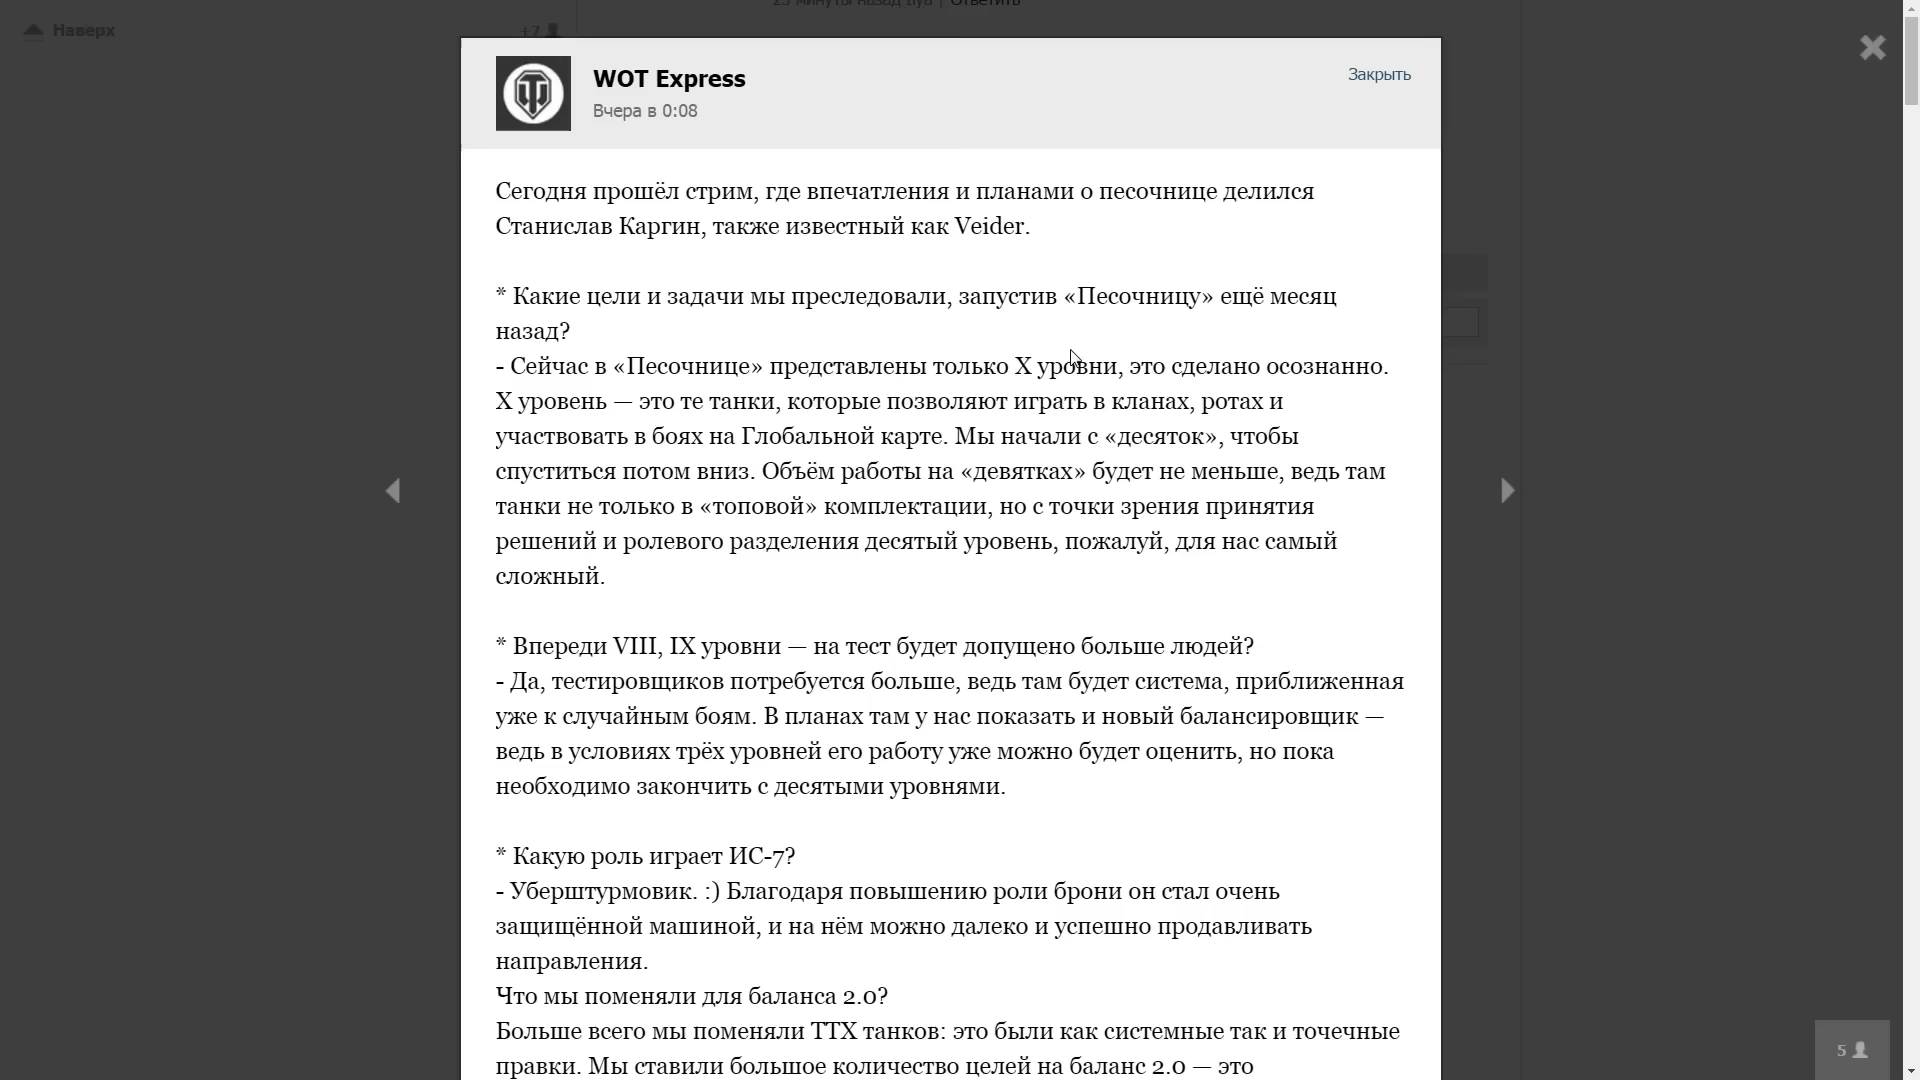 25 минуты назад пуа | Ответить
Наверх
+7
WOT Express
Закрыть
Вчера в 0:08
Сегодня прошёл стрим, где впечатления и планами о песочнице делился
Станислав Каргин, также известный как Veider.
* Какие цели и задачи мы преследовали, запустив «Песочницу» ещё месяц
назад?
- Сейчас в «Песочнице» представлены только X уровни, это сделано осознанно.
X уровень — это те танки, которые позволяют играть в кланах, ротах и
участвовать в боях на Глобальной карте. Мы начали с «десяток», чтобы
спуститься потом вниз. Объём работы на «девятках» будет не меньше, ведь там
танки не только в «топовой» комплектации, но с точки зрения принятия
решений и ролевого разделения десятый уровень, пожалуй, для нас самый
сложный.
* Впереди VIII, IX уровни — на тест будет допущено больше людей?
- Да, тестировщиков потребуется больше, ведь там будет система, приближенная
уже к случайным боям. В планах там у нас показать и новый балансировщик —
ведь в условиях трёх уровней его работу уже можно будет оценить, но пока
необходимо закончить с десятыми уровнями.
* Какую роль играет ИС-7?
- Уберштурмовик. :) Благодаря повышению роли брони он стал очень
защищённой машиной, и на нём можно далеко и успешно продавливать
направления.
Что мы поменяли для баланса 2.0?
Больше всего мы поменяли ТТХ танков: это были как системные так и точечные
правки. Мы ставили большое количество целей на баланс 2.0 — это
5